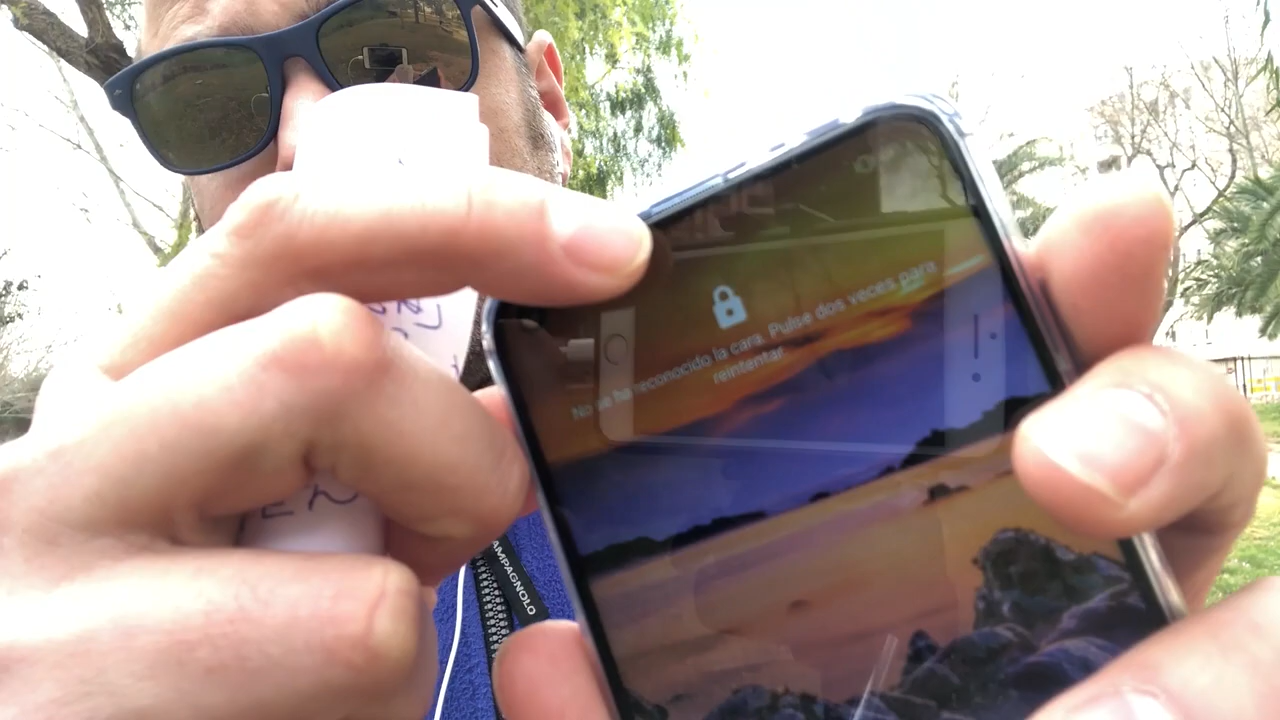 No se ha reconocido la cara. Pulse dos veces para
reintentar
CAMPAGNOLO